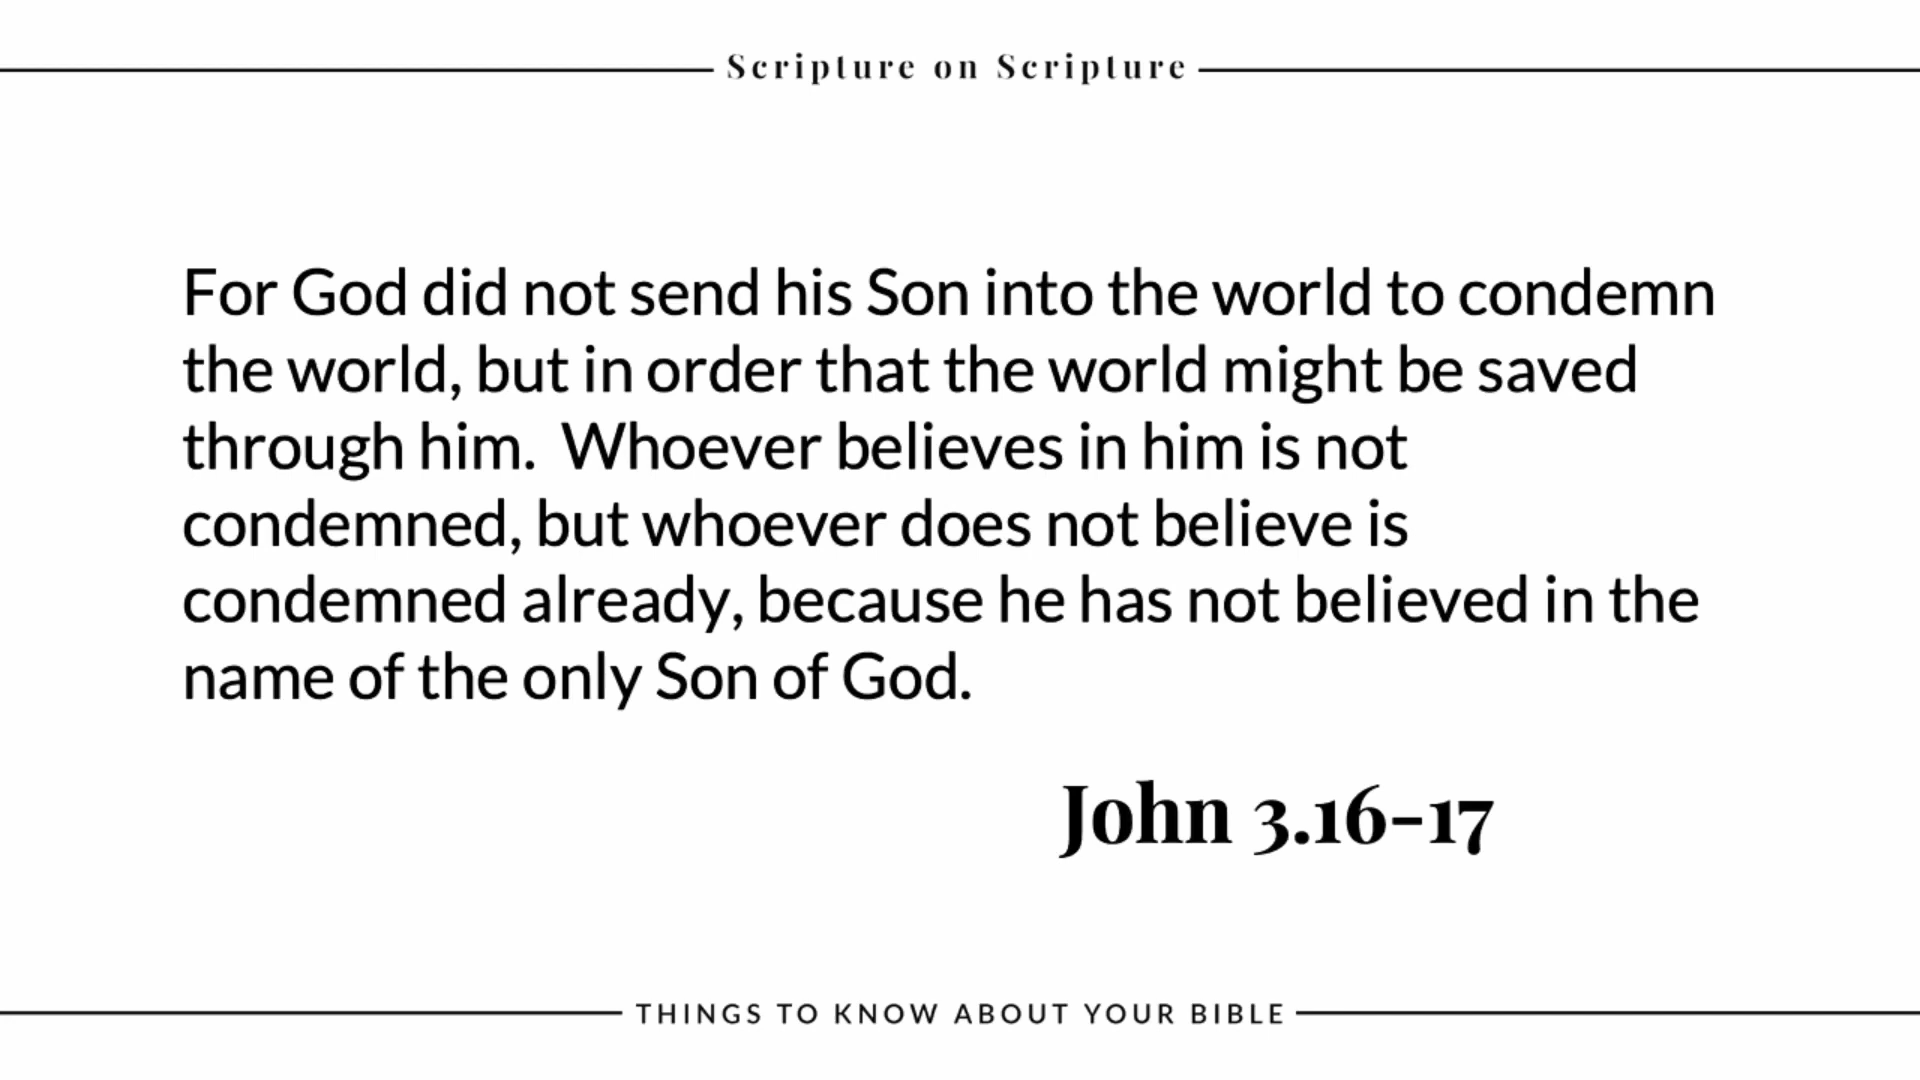 Scripture on Scripture
For God did not send his Son into the world to condemn
the world, but in order that the world might be saved
through him.  Whoever believes in him is not
condemned, but whoever does not believe is
condemned already, because he has not believed in the
name of the only Son of God.
John 3.16-17
THINGS TO KNOW ABOUT YOUR BIBLE